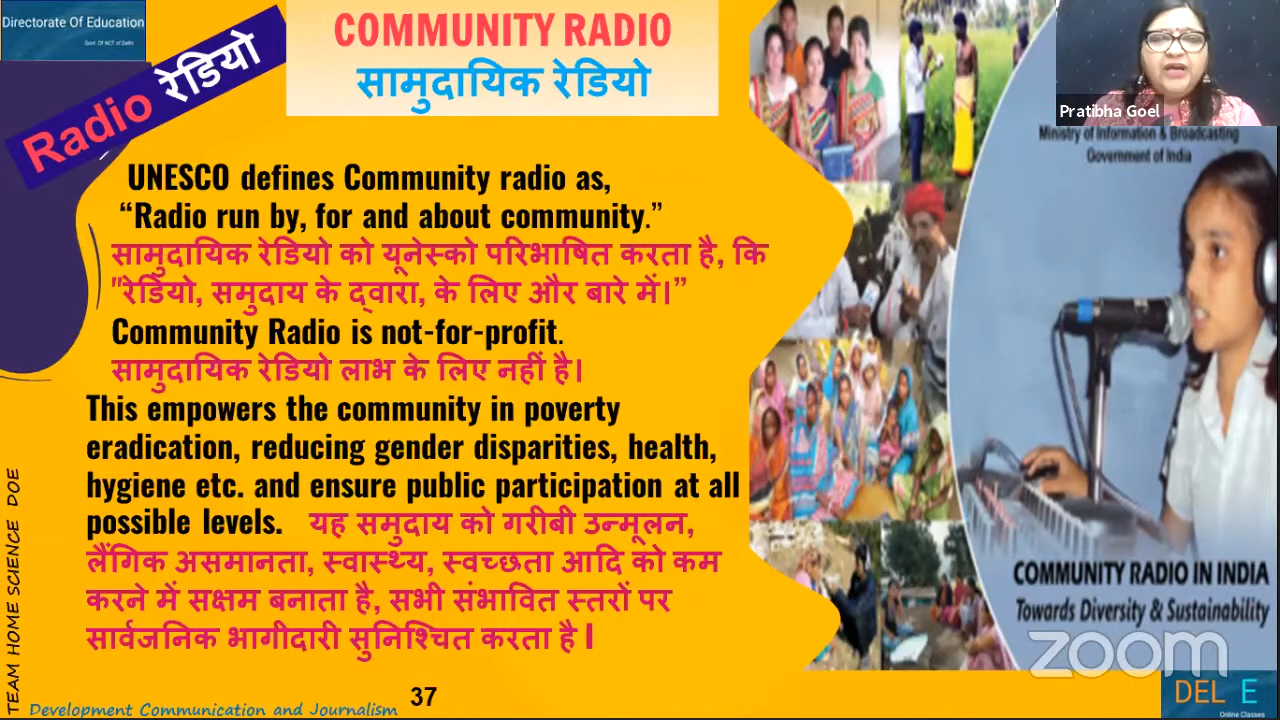 Directorate Of Education
Govt. Of NCT of Delhi
Radio रेडियो
COMMUNITY RADIO
सामुदायिक रेडियो
UNESCO defines Community radio as,
“Radio run by, for and about community.”
सामुदायिक रेडियो को यूनेस्को परिभाषित करता है, कि
"रेडियो, समुदाय के द्वारा, के लिए और बारे में।”
Community Radio is not-for-profit.
सामुदायिक रेडियो लाभ के लिए नहीं है।
This empowers the community in poverty
eradication, reducing gender disparities, health,
hygiene etc. and ensure public participation at all
possible levels. यह समुदाय को गरीबी उन्मूलन,
लैंगिक असमानता, स्वास्थ्य, स्वच्छता आदि को कम
करने में सक्षम बनाता है, सभी संभावित स्तरों पर
सार्वजनिक भागीदारी सुनिश्चित करता है।
37
Development Communication and Journalism
TEAM HOME SCIENCE DOE
Pratibha Goel
Ministry of Information & Broadcasting
Government of India
COMMUNITY RADIO IN INDIA
Towards Diversity & Sustainability
zoom
DEL E
Online Classes